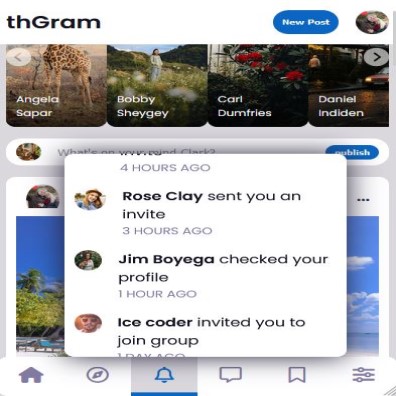 thGram
New Post
Angela
Sapar
Bobby
Sheygey
Carl
Dumfries
Daniel
Indiden
What's on your mind Clark?
publish
4 HOURS AGO
Rose Clay sent you an
invite
3 HOURS AGO
Jim Boyega checked your
profile
1 HOUR AGO
Ice coder invited you to
join group
1 DAY AGO